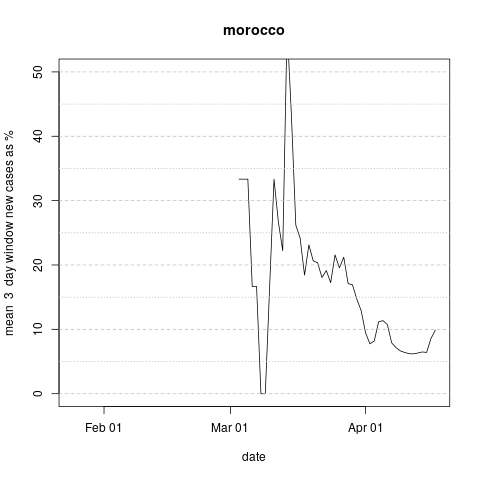 morocco
mean 3 day window new cases as %
50
40
30
20
10
0
Feb 01
Mar 01
Apr 01
date